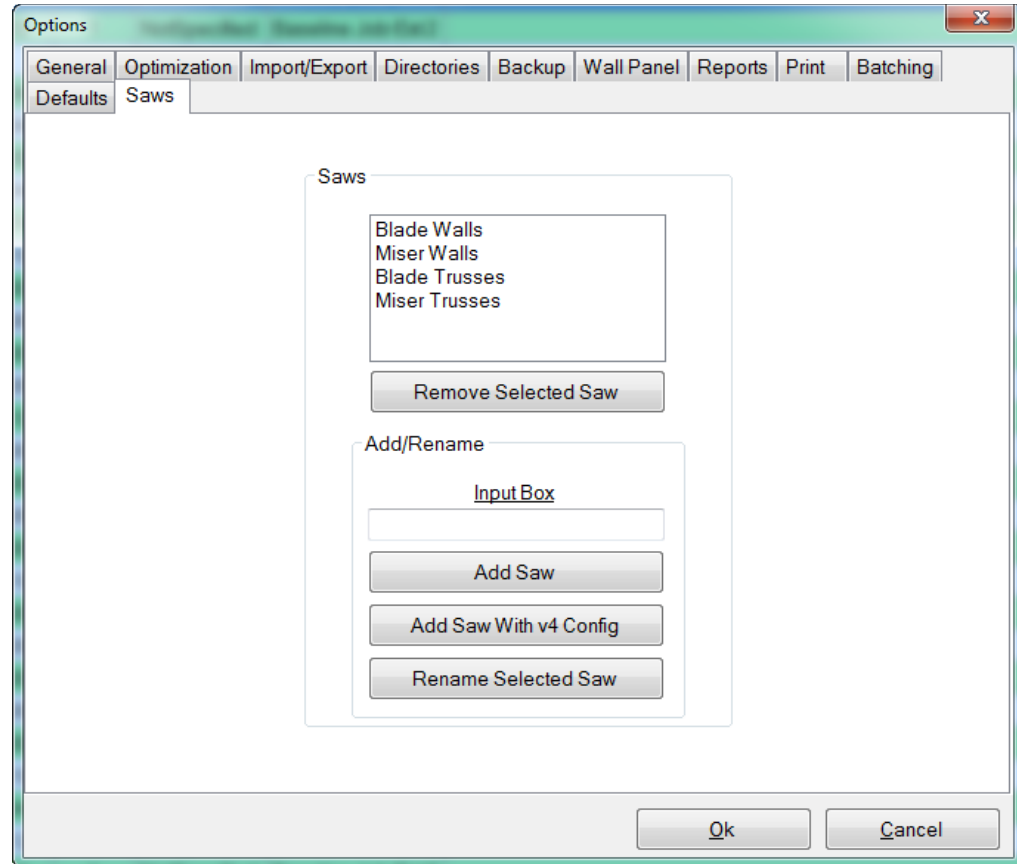 Options
General Optimization Import/Export Directories Backup Wall Panel Reports Print Batching
Defaults Saws
Saws
Blade Walls
Miser Walls
Blade Trusses
Miser Trusses
Remove Selected Saw
Add/Rename
Input Box
Add Saw
Add Saw With v4 Config
Rename Selected Saw
Ok Cancel